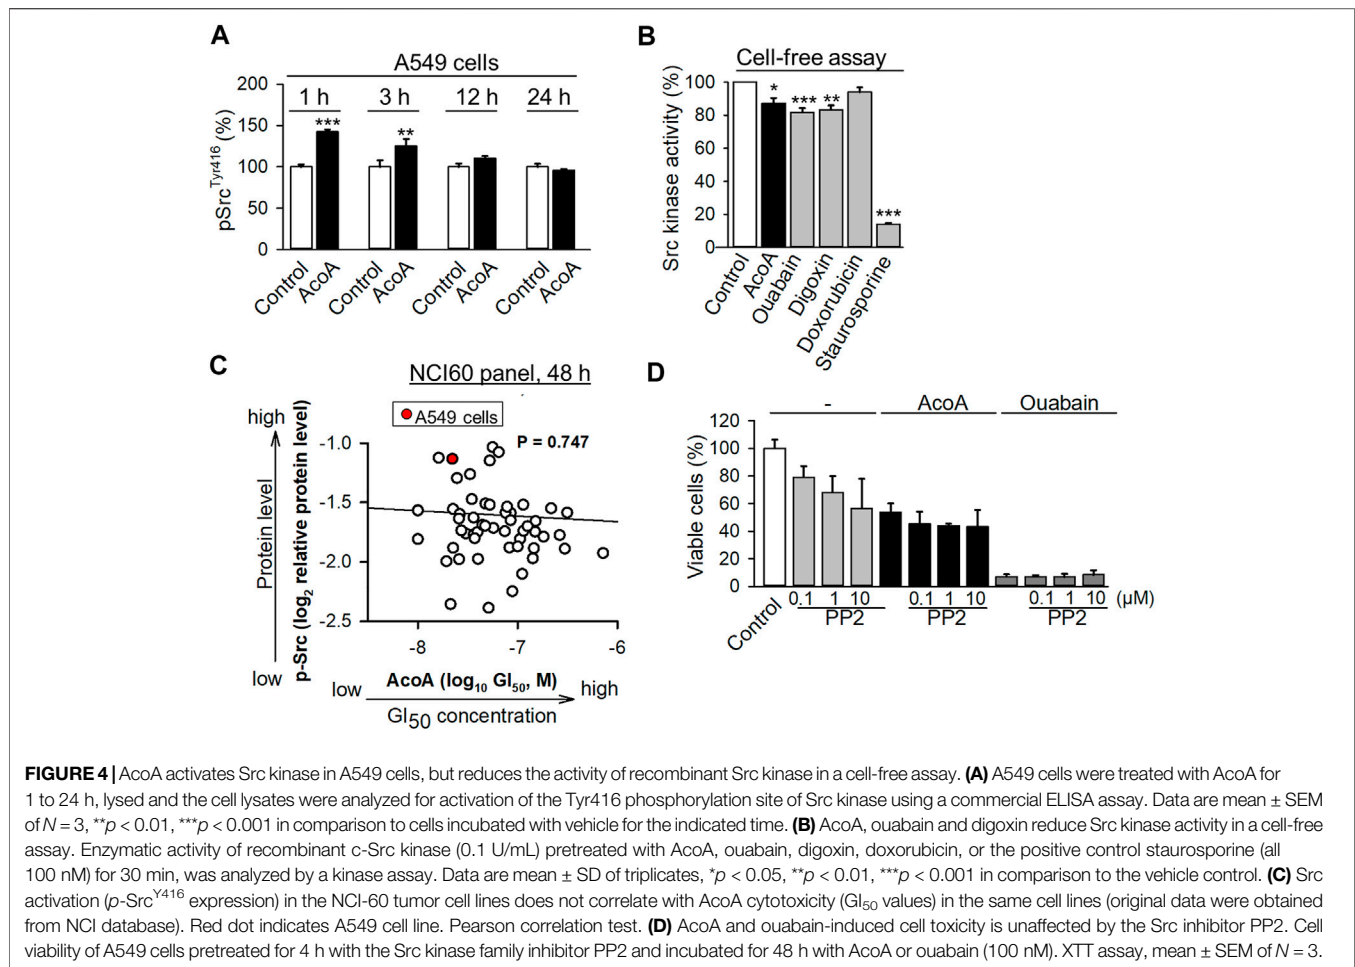 A
A549 cells
200
150
100
50
0
pSrc^Tyr416 (%)
1 h
3 h
12 h
24 h
***
**
Control
AcoA
Control
AcoA
Control
AcoA
Control
AcoA
B
Cell-free assay
100
80
60
40
20
0
Src kinase activity (%)
*
***
**
***
Control
AcoA
Ouabain
Digoxin
Doxorubicin
Staurosporine
C
NCI60 panel, 48 h
A549 cells
P = 0.747
high
Protein level
low
p-Src (log2 relative protein level)
-1.0
-1.5
-2.0
-2.5
-8
-7
-6
low
AcoA (log10 GI50, M)
high
GI50 concentration
D
-
AcoA
Ouabain
120
100
80
60
40
20
0
Viable cells (%)
Control
0.1 1 10
0.1 1 10
0.1 1 10
(µM)
PP2
PP2
PP2
FIGURE 4 | AcoA activates Src kinase in A549 cells, but reduces the activity of recombinant Src kinase in a cell-free assay. (A) A549 cells were treated with AcoA for
1 to 24 h, lysed and the cell lysates were analyzed for activation of the Tyr416 phosphorylation site of Src kinase using a commercial ELISA assay. Data are mean ± SEM
of N = 3, **p < 0.01, ***p < 0.001 in comparison to cells incubated with vehicle for the indicated time. (B) AcoA, ouabain and digoxin reduce Src kinase activity in a cell-free
assay. Enzymatic activity of recombinant c-Src kinase (0.1 U/mL) pretreated with AcoA, ouabain, digoxin, doxorubicin, or the positive control staurosporine (all
100 nM) for 30 min, was analyzed by a kinase assay. Data are mean ± SD of triplicates, *p < 0.05, **p < 0.01, ***p < 0.001 in comparison to the vehicle control. (C) Src
activation (p-Src^Y416 expression) in the NCI-60 tumor cell lines does not correlate with AcoA cytotoxicity (GI50 values) in the same cell lines (original data were obtained
from NCI database). Red dot indicates A549 cell line. Pearson correlation test. (D) AcoA and ouabain-induced cell toxicity is unaffected by the Src inhibitor PP2. Cell
viability of A549 cells pretreated for 4 h with the Src kinase family inhibitor PP2 and incubated for 48 h with AcoA or ouabain (100 nM). XTT assay, mean ± SEM of N = 3.